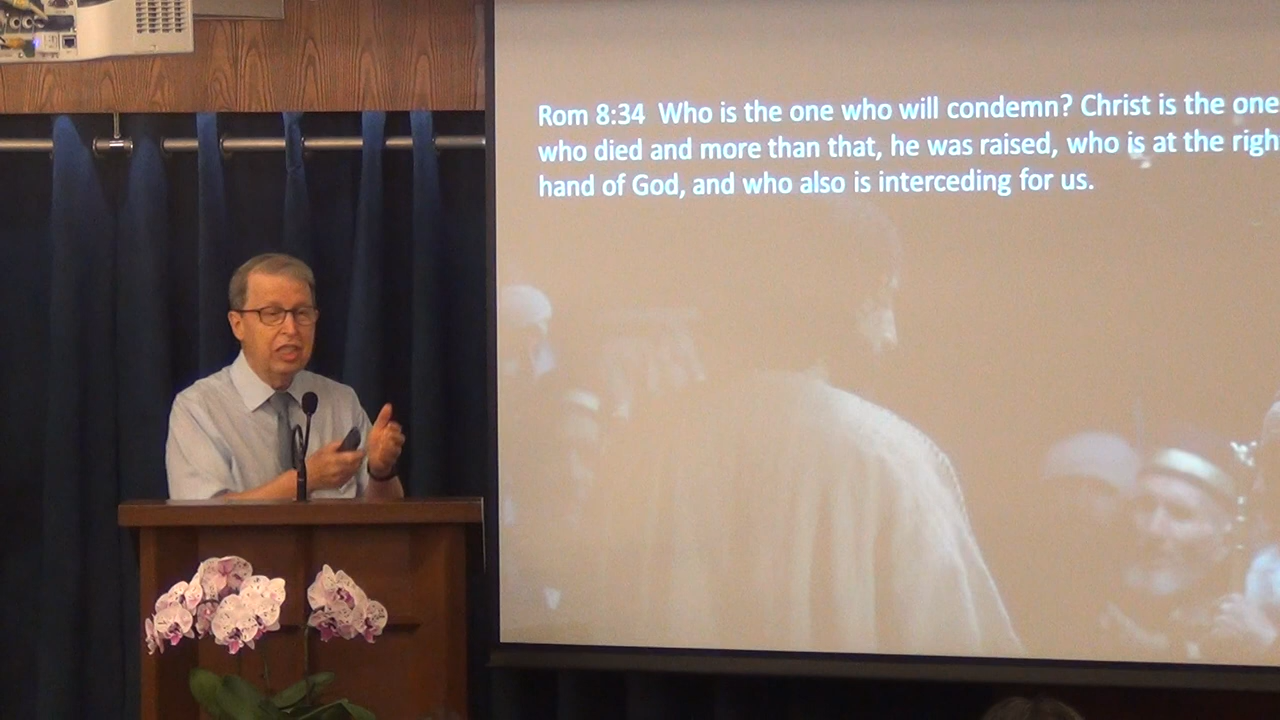 Rom 8:34 Who is the one who will condemn? Christ is the one
who died and more than that, he was raised, who is at the righ
hand of God, and who also is interceding for us.